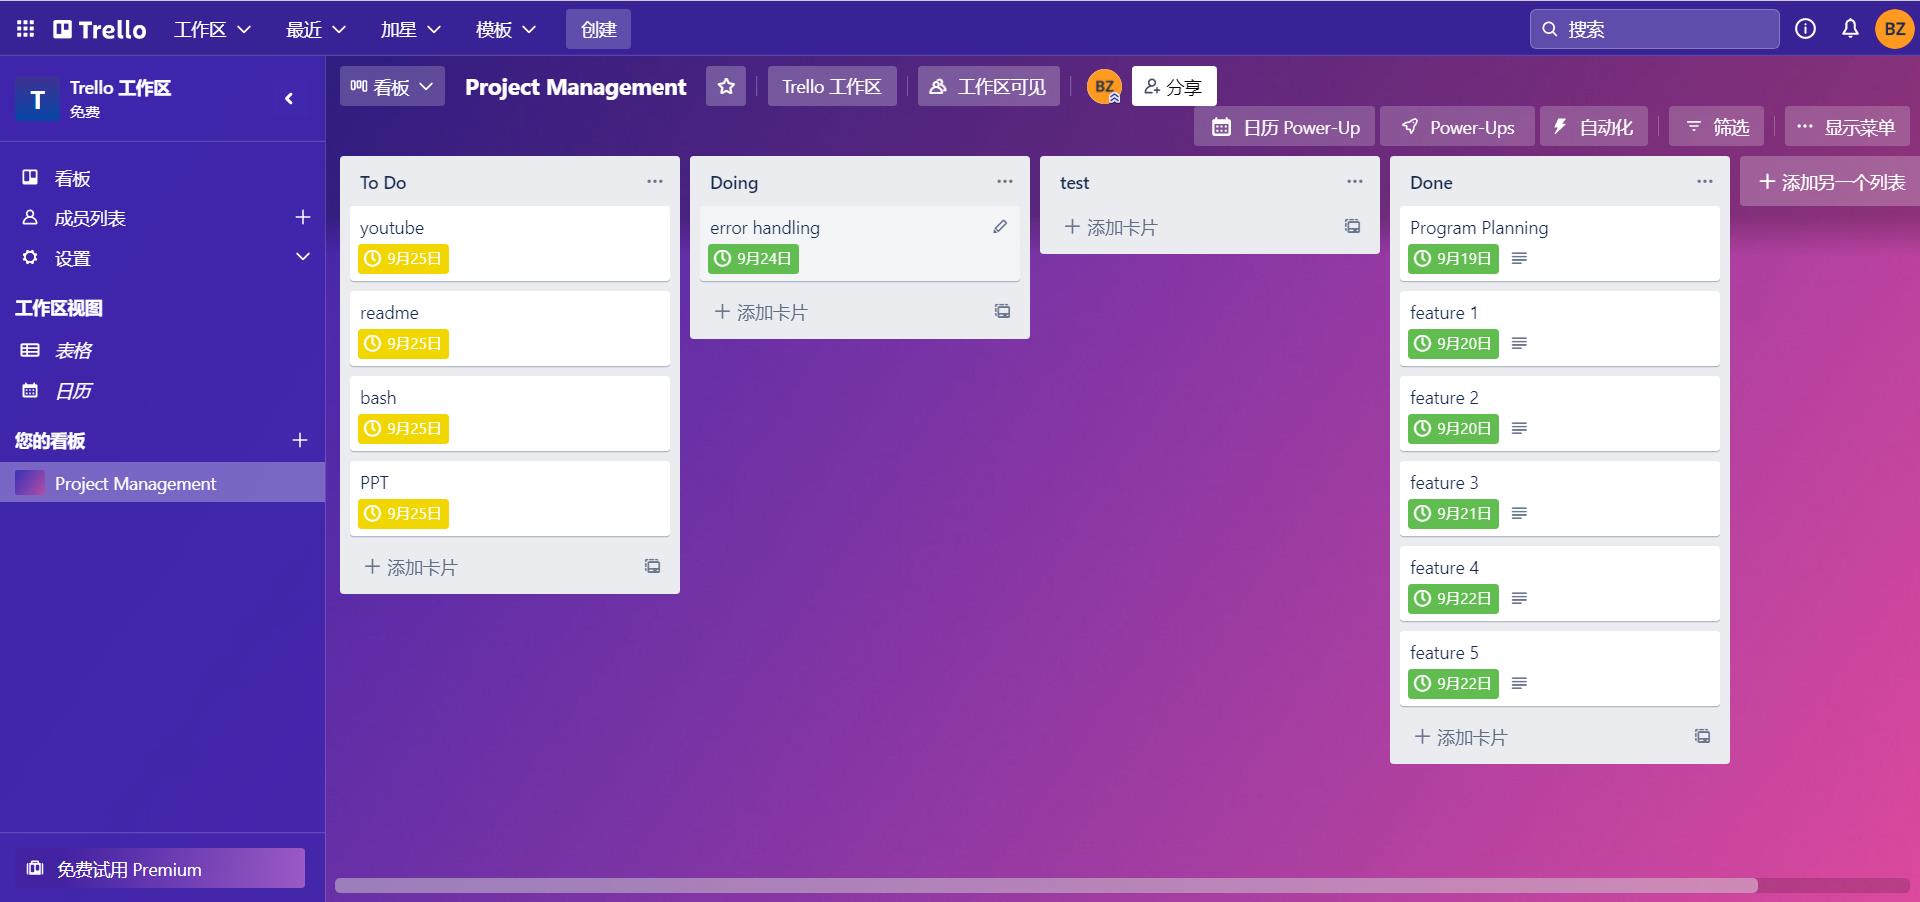 Trello
工作区
最近
加星
模板
创建
搜索
BZ
T
Trello 工作区
免费
看板
成员列表
设置
工作区视图
表格
日历
您的看板
Project Management
免费试用 Premium
看板
Project Management
Trello 工作区
工作区可见
BZ
分享
日历 Power-Up
Power-Ups
自动化
筛选
显示菜单
To Do
youtube
9月25日
readme
9月25日
bash
9月25日
PPT
9月25日
添加卡片
Doing
error handling
9月24日
添加卡片
test
添加卡片
Done
Program Planning
9月19日
feature 1
9月20日
feature 2
9月20日
feature 3
9月21日
feature 4
9月22日
feature 5
9月22日
添加卡片
添加另一个列表